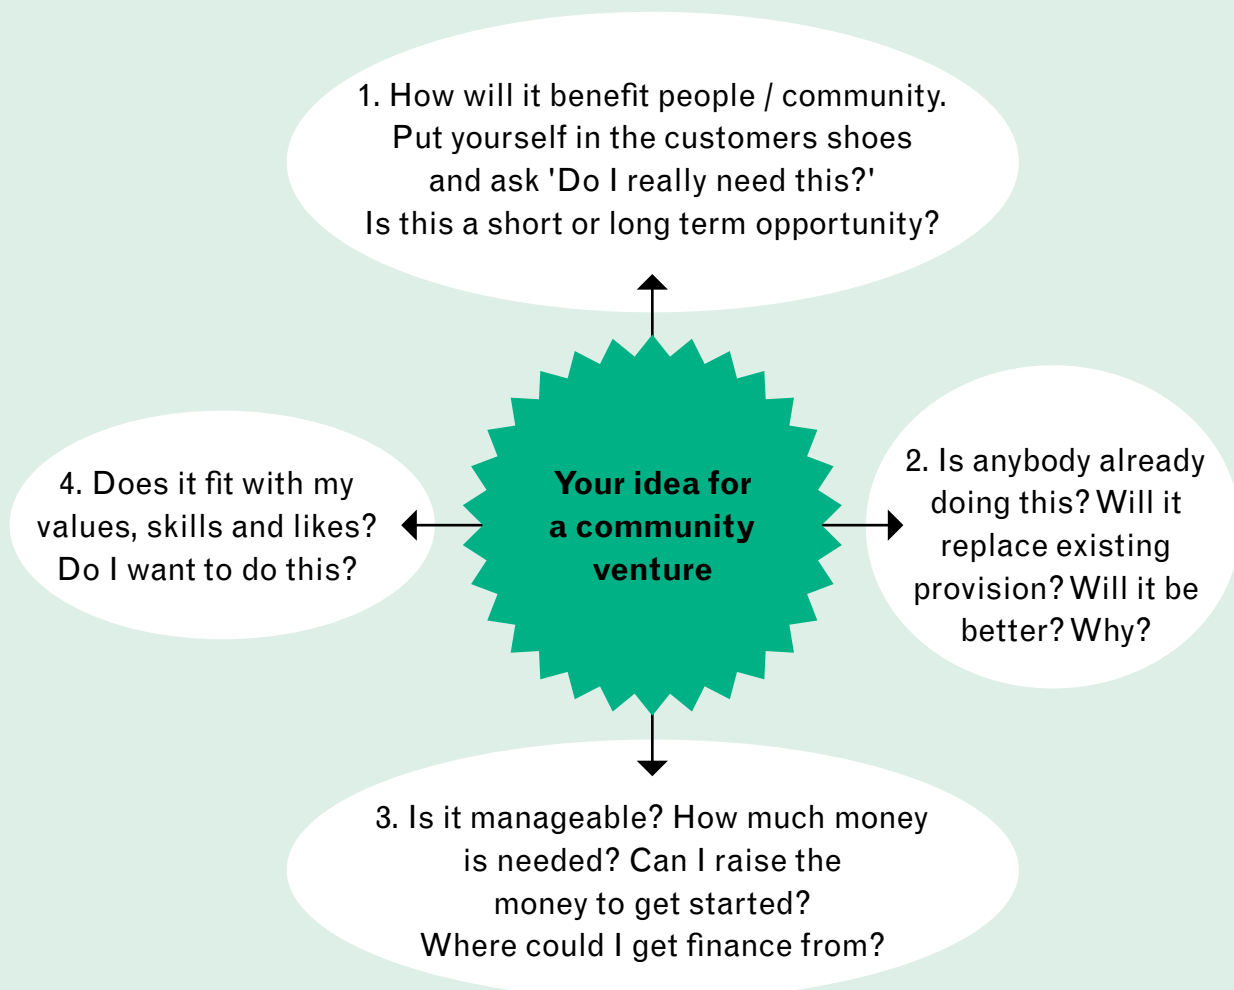 1. How will it benefit people / community.
Put yourself in the customers shoes
and ask 'Do I really need this?'
Is this a short or long term opportunity?
Your idea for
a community
venture
2. Is anybody already
doing this? Will it
replace existing
provision? Will it be
better? Why?
3. Is it manageable? How much money
is needed? Can I raise the
money to get started?
Where could I get finance from?
4. Does it fit with my
values, skills and likes?
Do I want to do this?